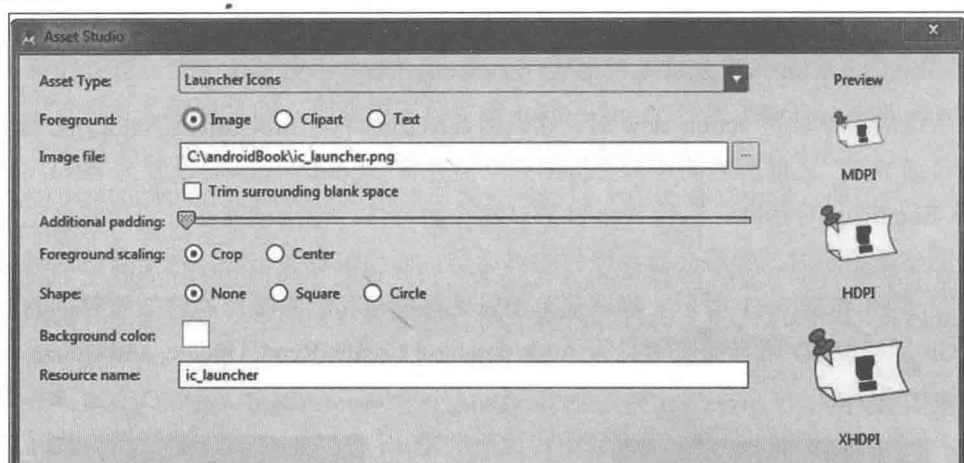 Asset Studio
Asset Type: Launcher Icons
Preview
Foreground: Image Clipart Text
Image file: C:\androidBook\ic_launcher.png ...
MDPI
Trim surrounding blank space
Additional padding:
Foreground scaling: Crop Center
Shape: None Square Circle
HDPI
Background color:
Resource name: ic_launcher
XHDPI